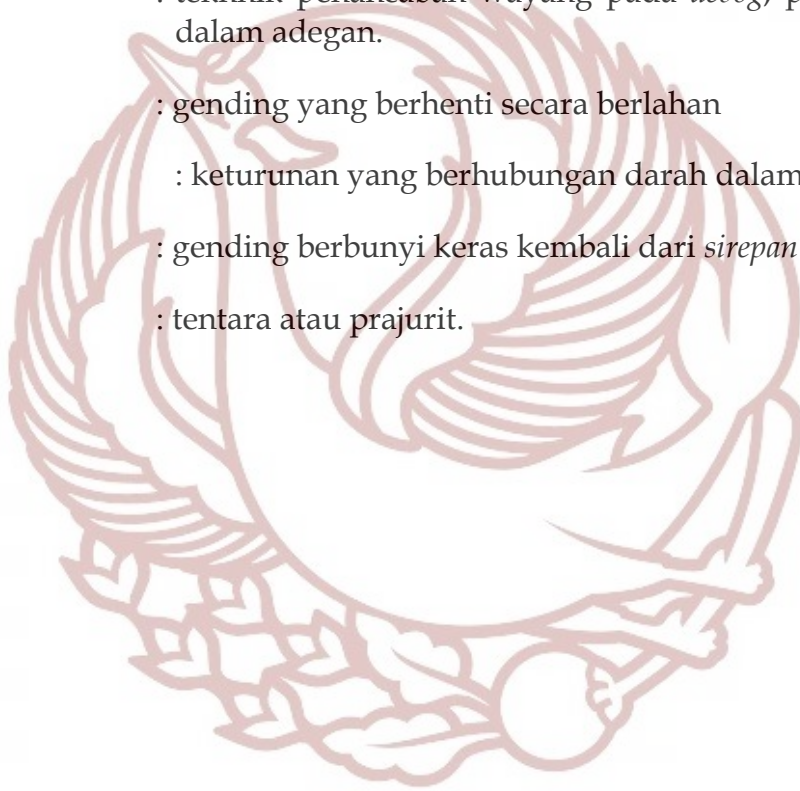 dalam adegan.
: gending yang berhenti secara berlahan
: keturunan yang berhubungan darah dalam
: gending berbunyi keras kembali dari sirepan
: tentara atau prajurit.